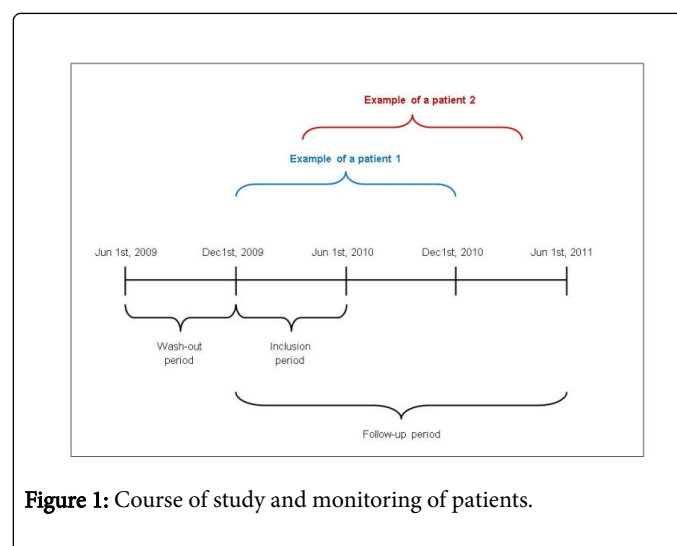 Example of a patient 2
Example of a patient 1
Jun 1st, 2009 Dec1st, 2009 Jun 1st, 2010 Dec1st, 2010 Jun 1st, 2011
Wash-out Inclusion
period period
Follow-up period
Figure 1: Course of study and monitoring of patients.